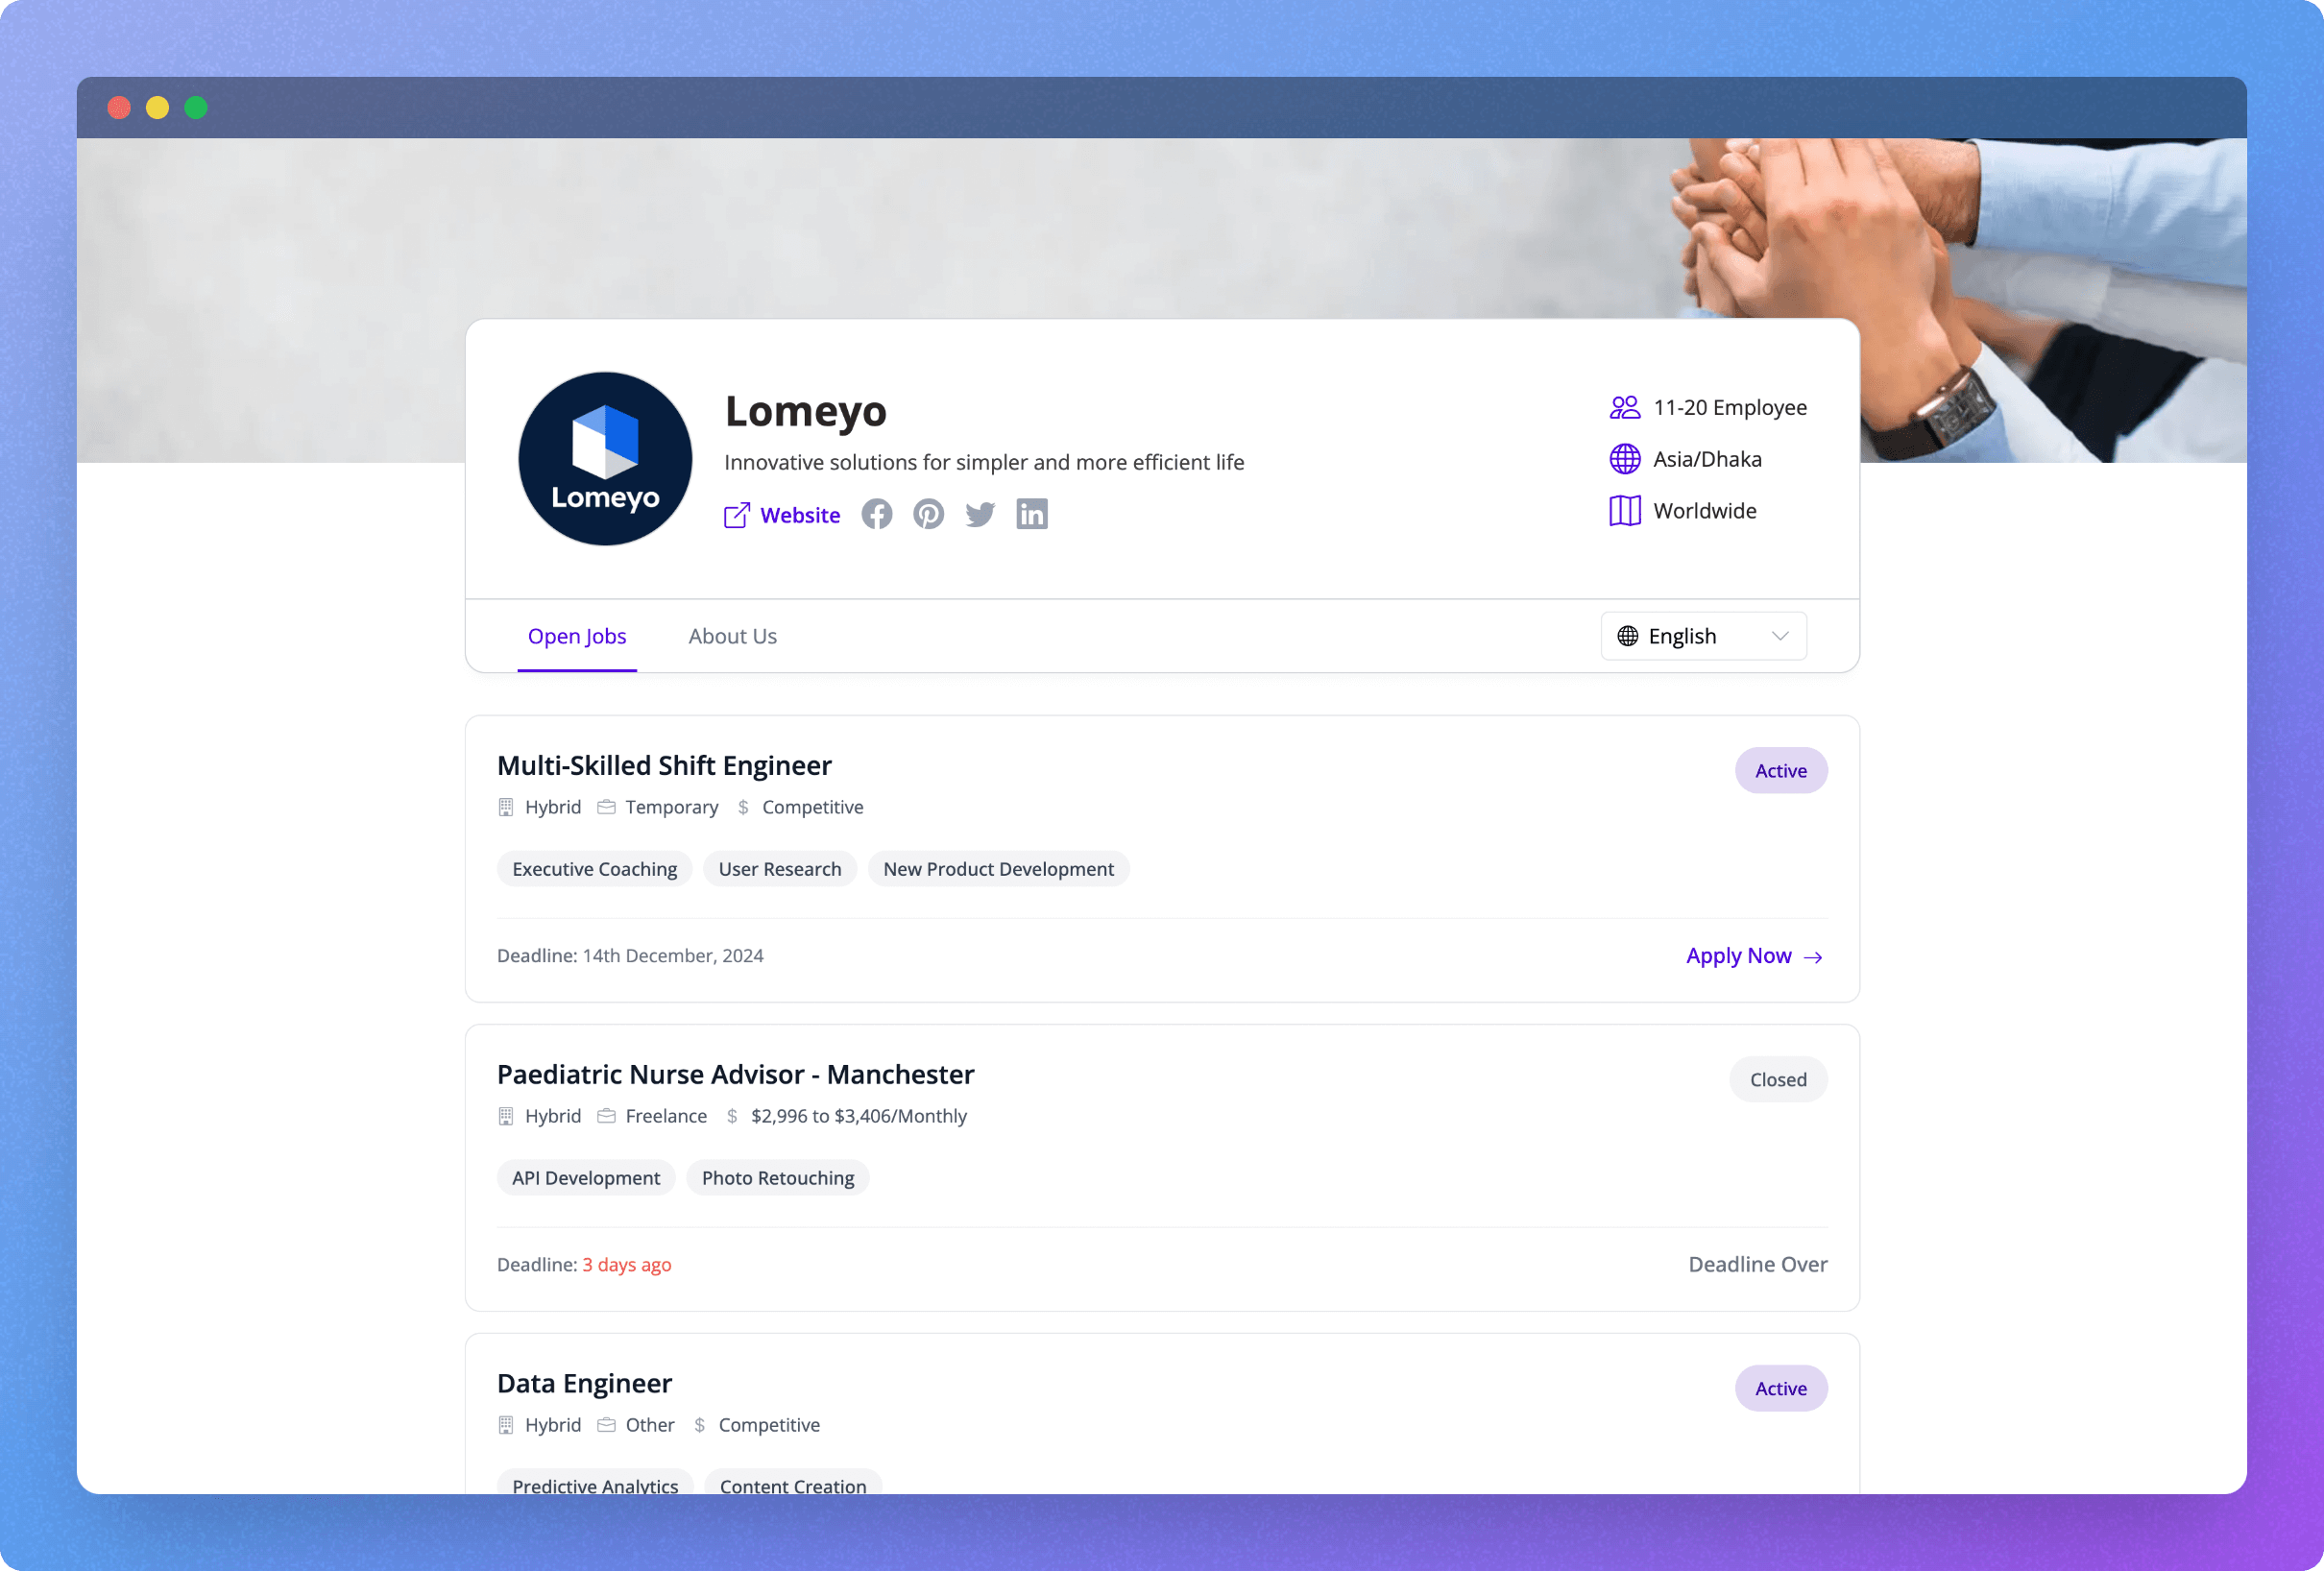 Lomeyo
Lomeyo
Innovative solutions for simpler and more efficient life
Website
11-20 Employee
Asia/Dhaka
Worldwide
Open Jobs About Us English
Multi-Skilled Shift Engineer Active
Hybrid Temporary $ Competitive
Executive Coaching User Research New Product Development
Deadline: 14th December, 2024 Apply Now →
Paediatric Nurse Advisor - Manchester Closed
Hybrid Freelance $ $2,996 to $3,406/Monthly
API Development Photo Retouching
Deadline: 3 days ago Deadline Over
Data Engineer Active
Hybrid Other $ Competitive
Predictive Analytics Content Creation